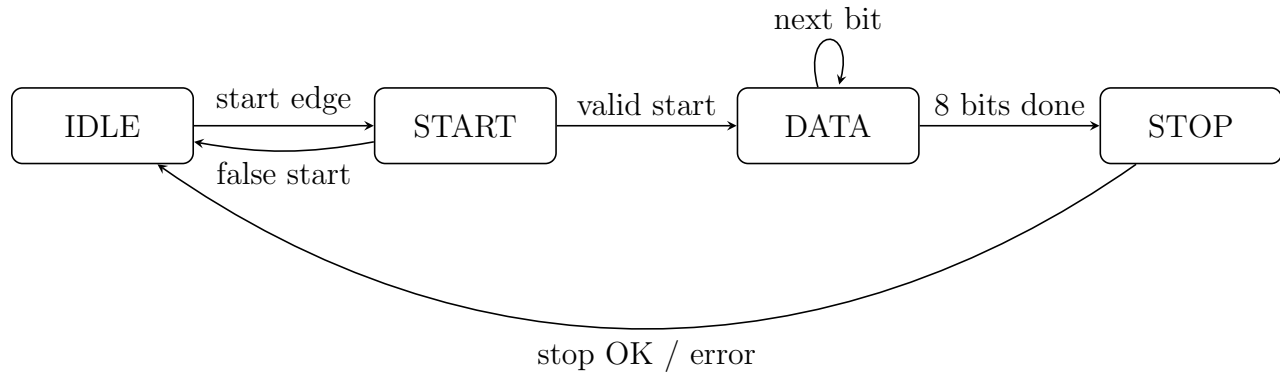 next bit
start edge
valid start
8 bits done
IDLE
START
DATA
STOP
false start
stop OK / error